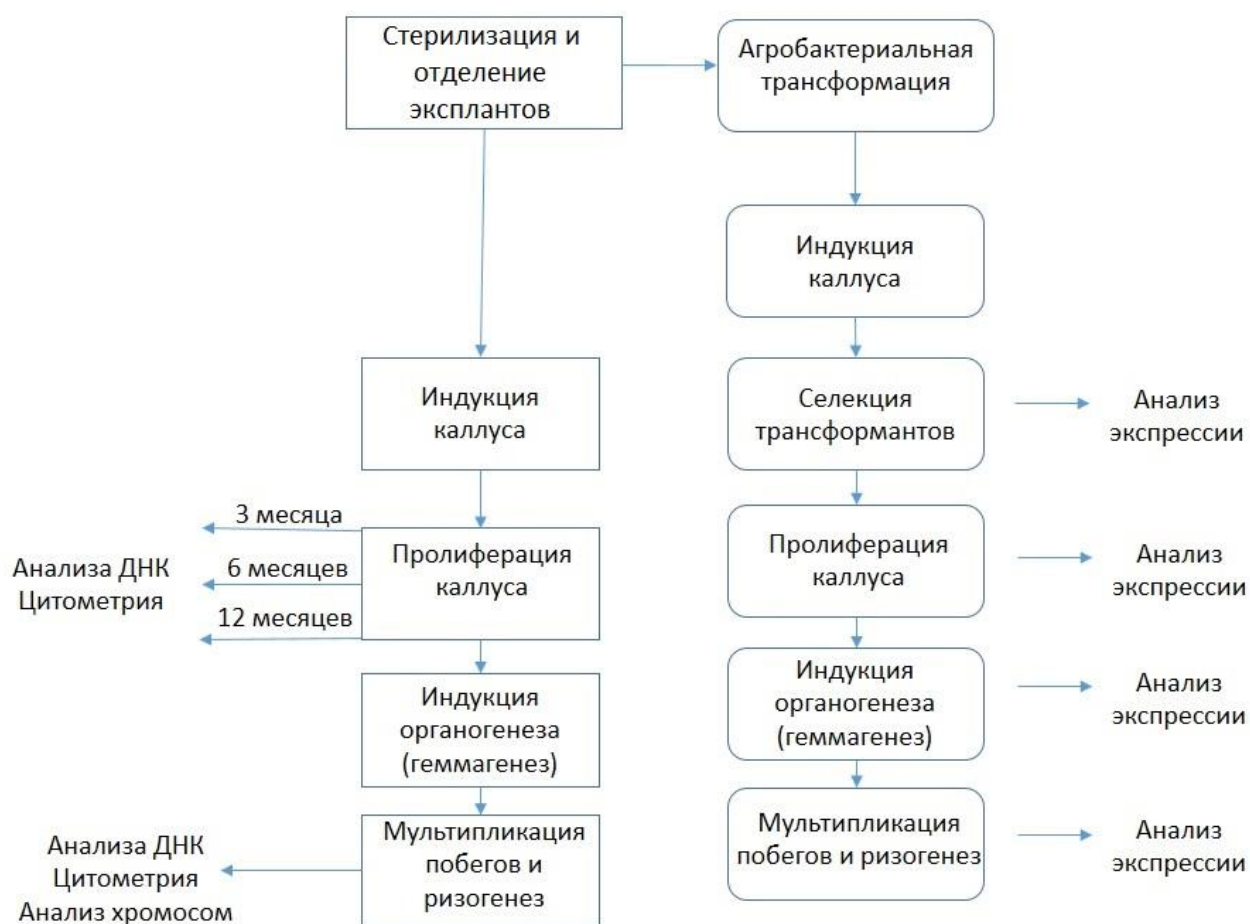 Стерилизация и
отделение
эксплантов
Агробактериальная
трансформация
Индукция
каллуса
Индукция
каллуса
Селекция
трансформантов
Анализ
экспрессии
3 месяца
6 месяцев
12 месяцев
Анализа ДНК
Цитометрия
Пролиферация
каллуса
Пролиферация
каллуса
Анализ
экспрессии
Индукция
органогенеза
(геммагенез)
Индукция
органогенеза
(геммагенез)
Анализ
экспрессии
Анализа ДНК
Цитометрия
Анализ хромосом
Мультипликация
побегов и
ризогенез
Мультипликация
побегов и ризогенез
Анализ
экспрессии